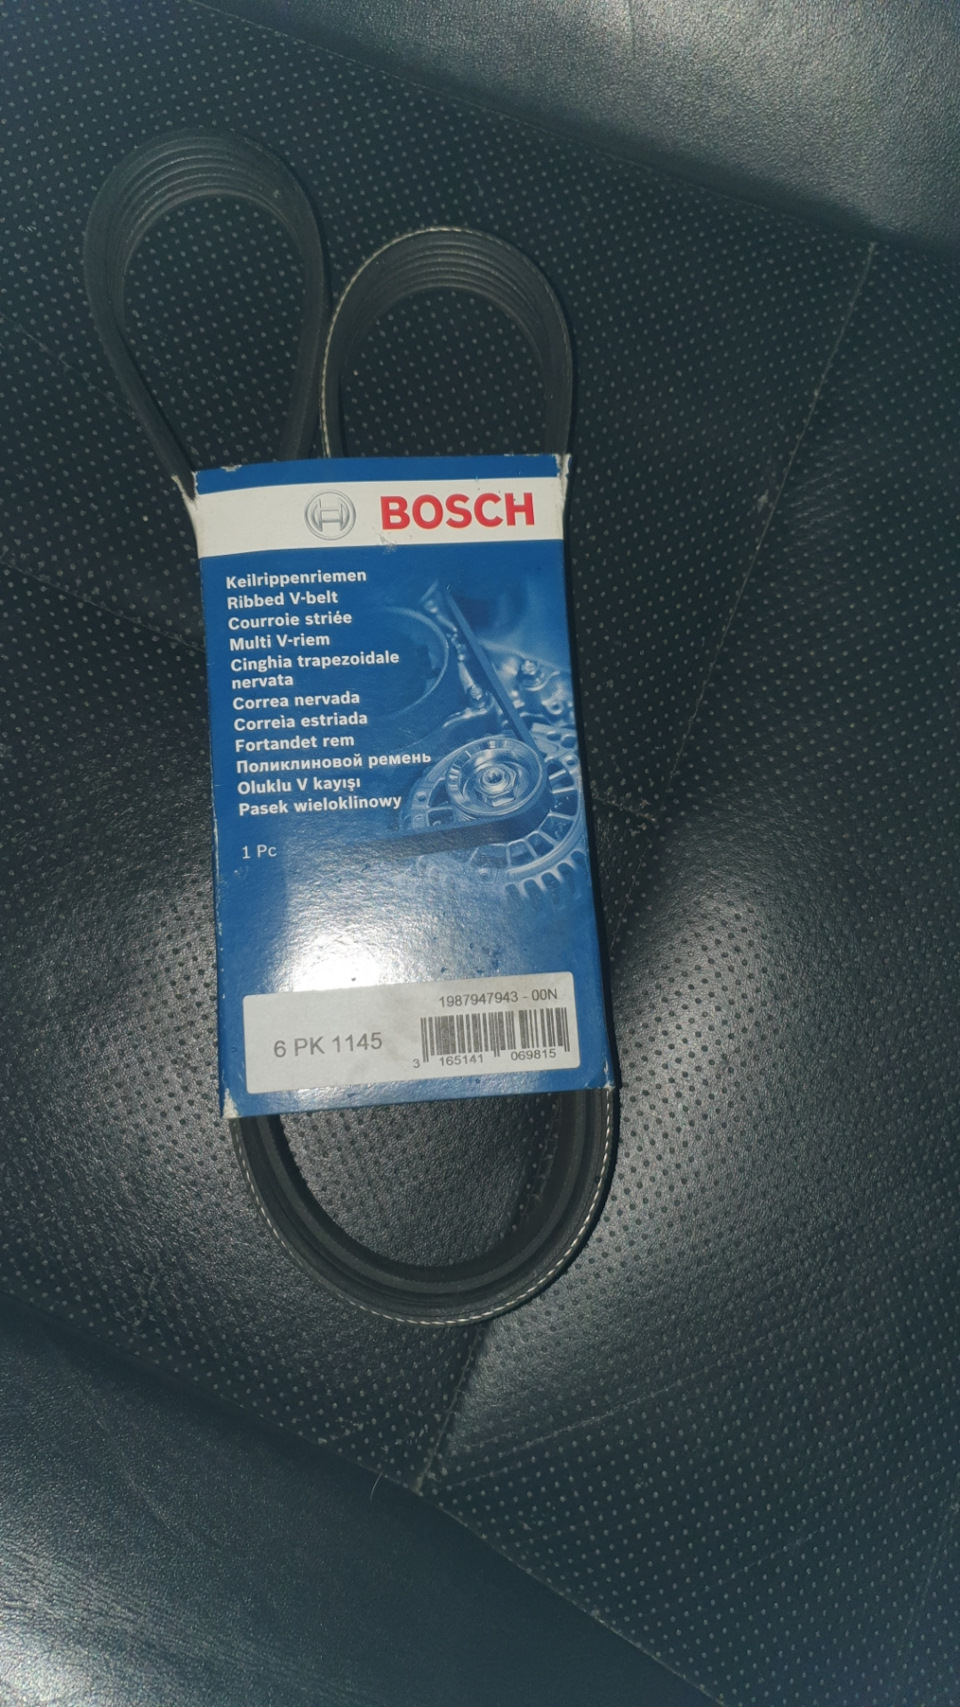 BOSCH
Keilrippenriemen
Ribbed V-belt
Courroie striée
Multi V-riem
Cinghia trapezoidale
nervata
Correa nervada
Correia estriada
Fortandet rem
Поликлиновой ремень
Oluklu V kayışı
Pasek wieloklinowy
1 Pc
1987947943 - 00N
6 PK 1145
3 165141 069815